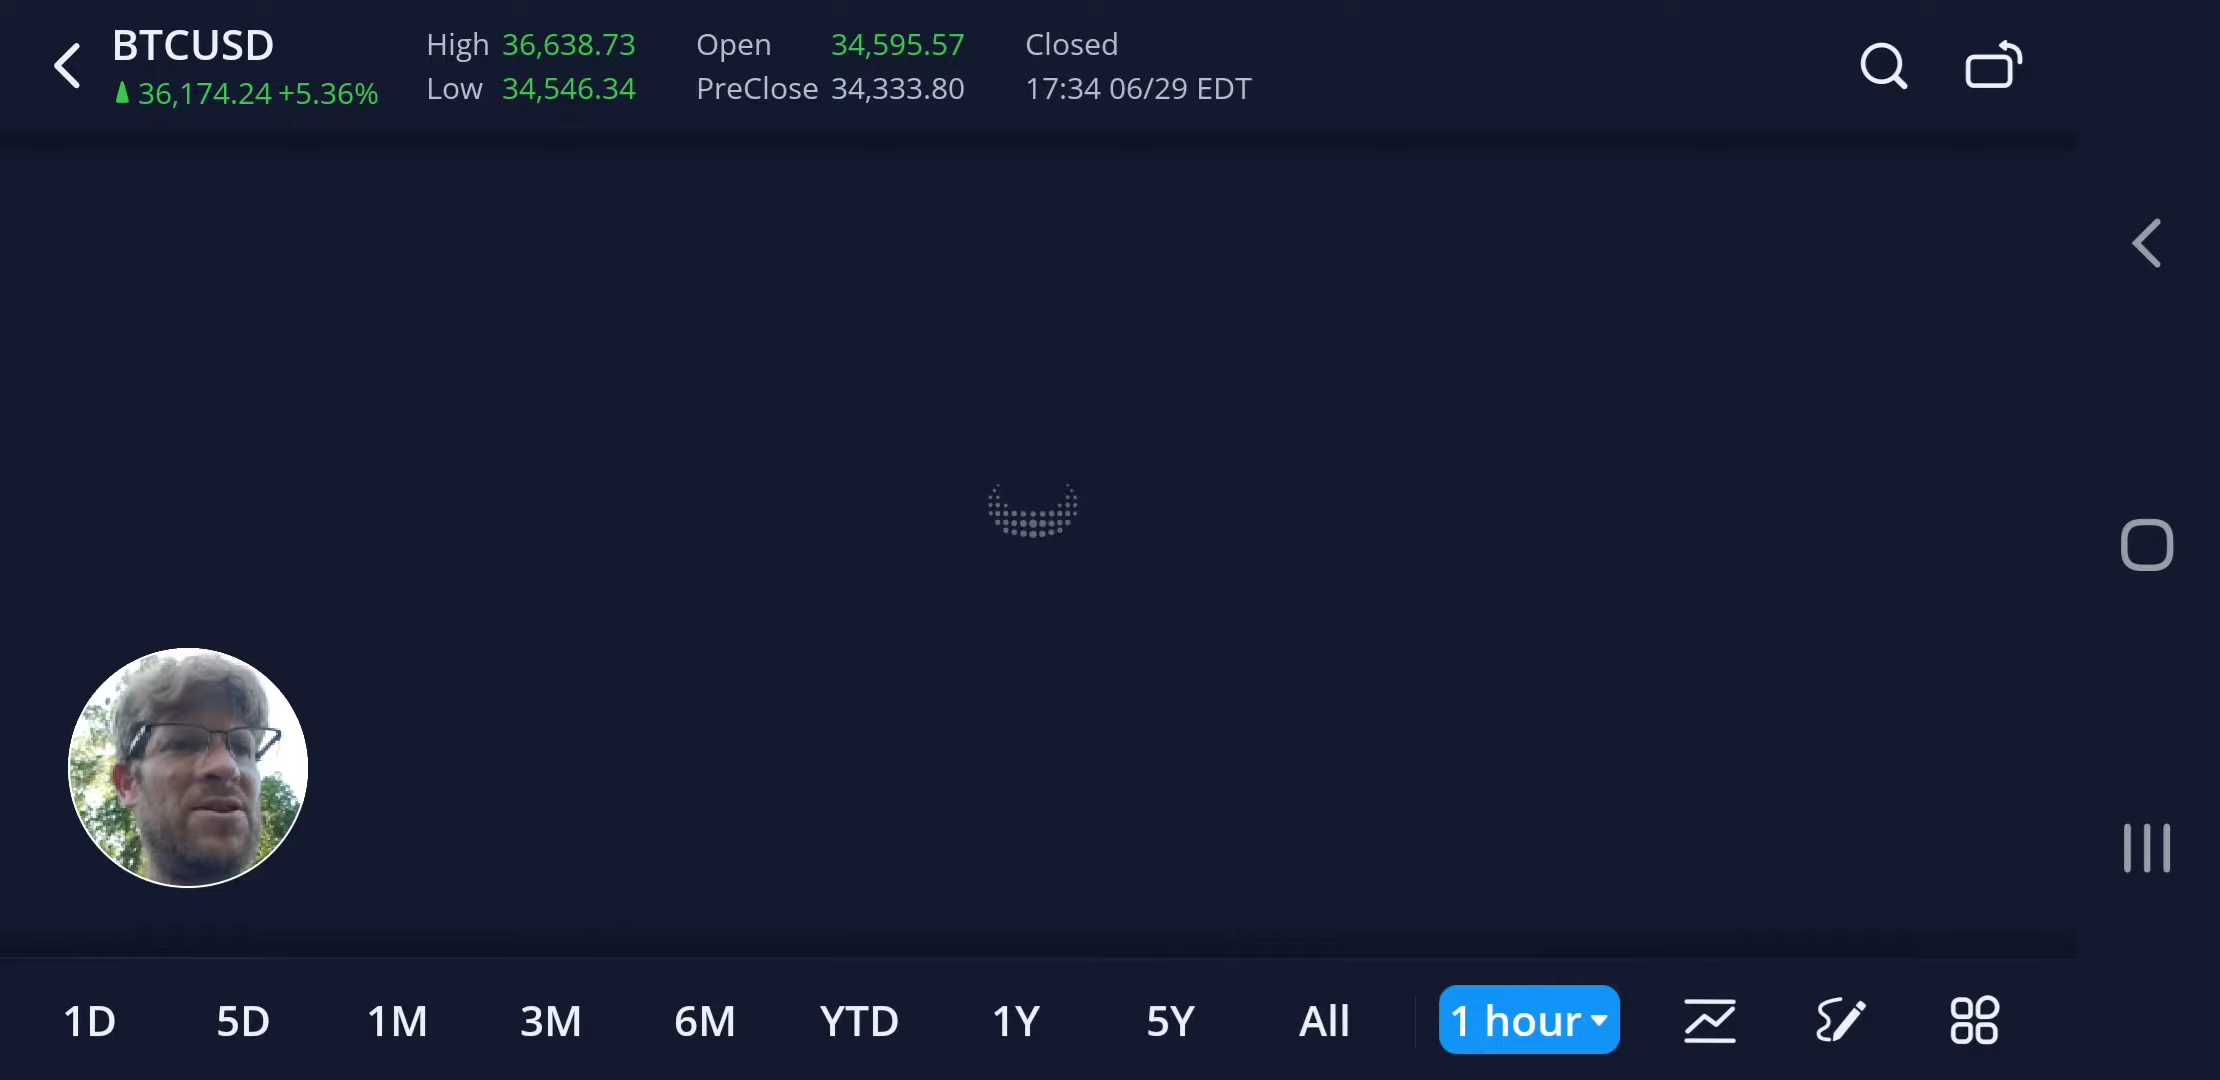 BTCUSD
36,174.24 +5.36%
High 36,638.73
Low 34,546.34
Open 34,595.57
PreClose 34,333.80
Closed
17:34 06/29 EDT
1D 5D 1M 3M 6M YTD 1Y 5Y All 1 hour